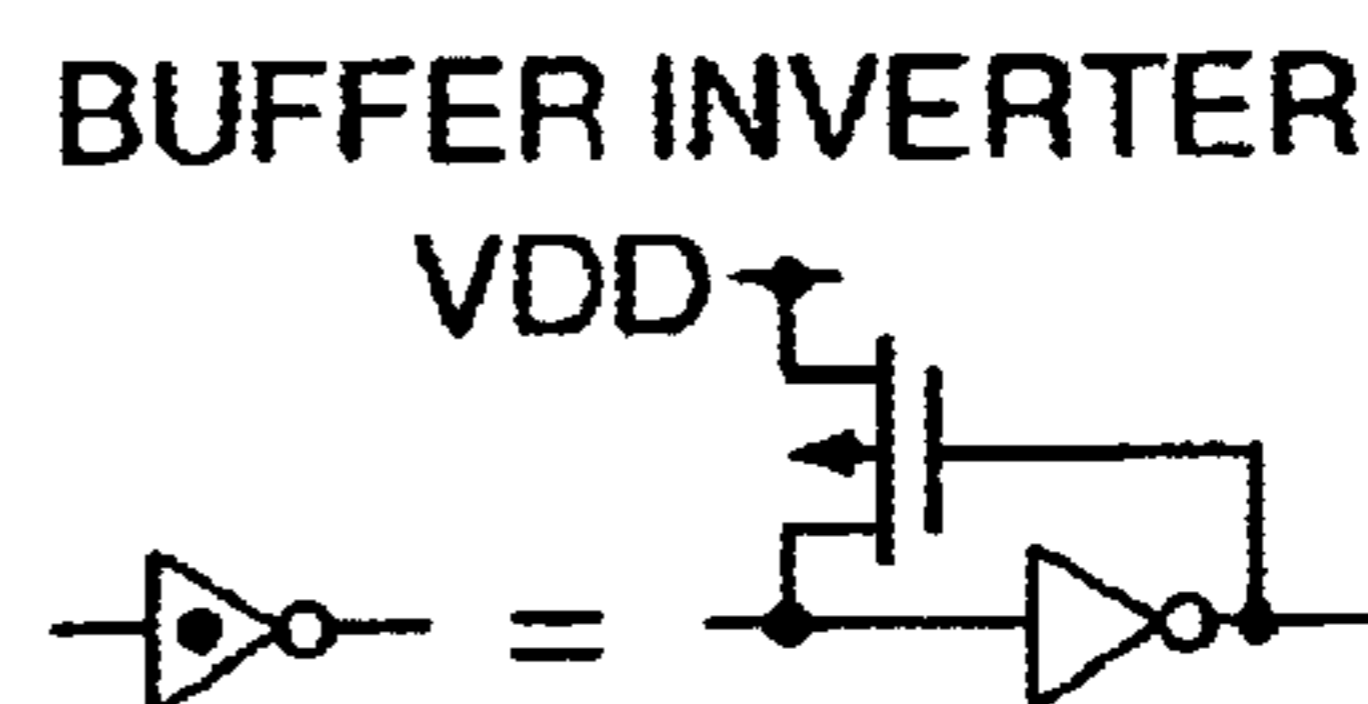 BUFFER INVERTER
VDD
=